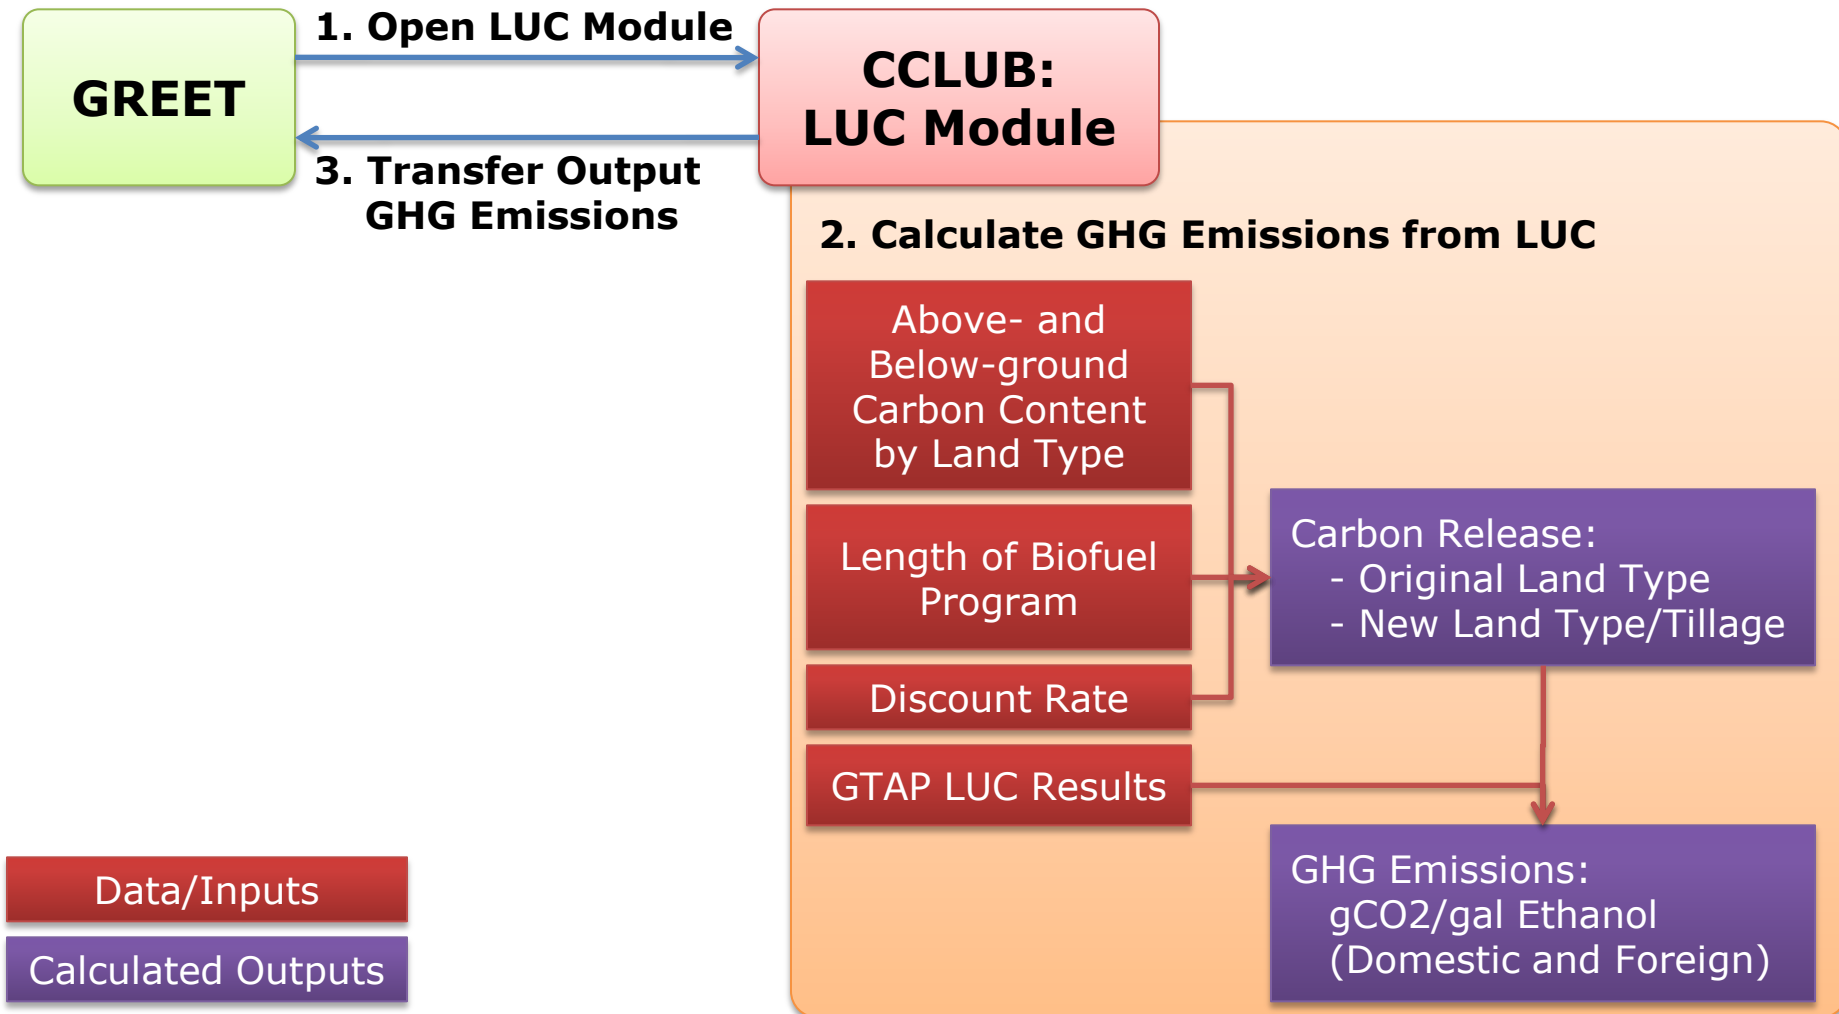 GREET
1. Open LUC Module
3. Transfer Output
GHG Emissions
CCLUB:
LUC Module
2. Calculate GHG Emissions from LUC
Above- and
Below-ground
Carbon Content
by Land Type
Length of Biofuel
Program
Discount Rate
GTAP LUC Results
Carbon Release:
- Original Land Type
- New Land Type/Tillage
GHG Emissions:
gCO2/gal Ethanol
(Domestic and Foreign)
Data/Inputs
Calculated Outputs